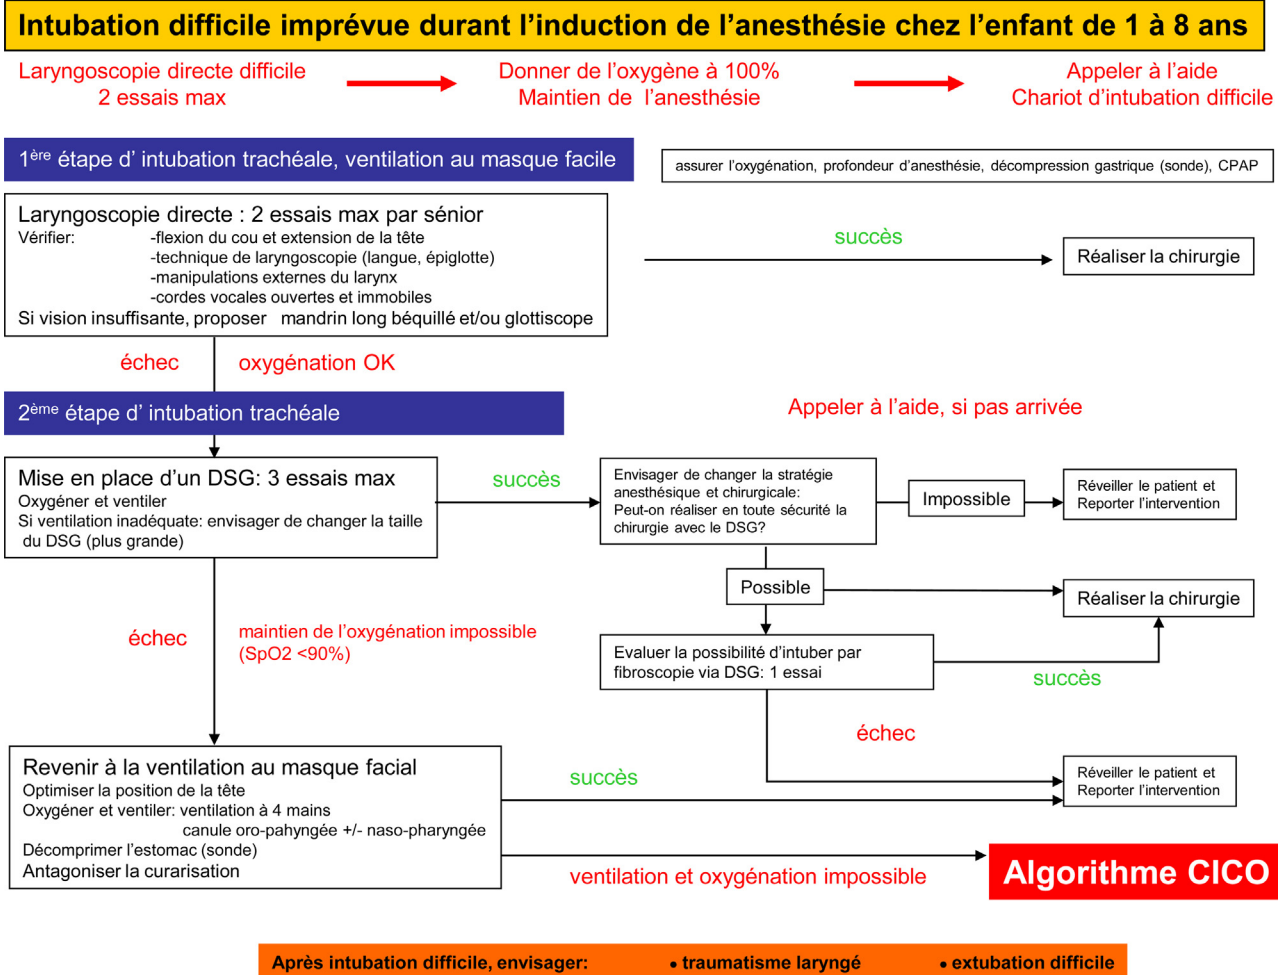 Intubation difficile imprévue durant l'induction de l'anesthésie chez l'enfant de 1 à 8 ans
Laryngoscopie directe difficile
2 essais max
Donner de l'oxygène à 100%
Maintien de l'anesthésie
Appeler à l'aide
Chariot d'intubation difficile
1ère étape d' intubation trachéale, ventilation au masque facile
assurer l'oxygénation, profondeur d'anesthésie, décompression gastrique (sonde), CPAP
Laryngoscopie directe : 2 essais max par sénior
Vérifier: -flexion du cou et extension de la tête
-technique de laryngoscopie (langue, épiglotte)
-manipulations externes du larynx
-cordes vocales ouvertes et immobiles
Si vision insuffisante, proposer mandrin long béquillé et/ou glottiscope
succès
Réaliser la chirurgie
échec
oxygénation OK
2ème étape d' intubation trachéale
Appeler à l'aide, si pas arrivée
Mise en place d'un DSG: 3 essais max
Oxygéner et ventiler
Si ventilation inadéquate: envisager de changer la taille
du DSG (plus grande)
succès
Envisager de changer la stratégie
anesthésique et chirurgicale:
Peut-on réaliser en toute sécurité la
chirurgie avec le DSG?
Impossible
Réveiller le patient et
Reporter l'intervention
Possible
Réaliser la chirurgie
échec
maintien de l'oxygénation impossible
(SpO2 <90%)
Evaluer la possibilité d'intuber par
fibroscopie via DSG: 1 essai
succès
échec
Revenir à la ventilation au masque facial
Optimiser la position de la tête
Oxygéner et ventiler: ventilation à 4 mains
canule oro-pahyngée +/- naso-pharyngée
Décomprimer l'estomac (sonde)
Antagoniser la curarisation
succès
Réveiller le patient et
Reporter l'intervention
ventilation et oxygénation impossible
Algorithme CICO
Après intubation difficile, envisager: • traumatisme laryngé • extubation difficile